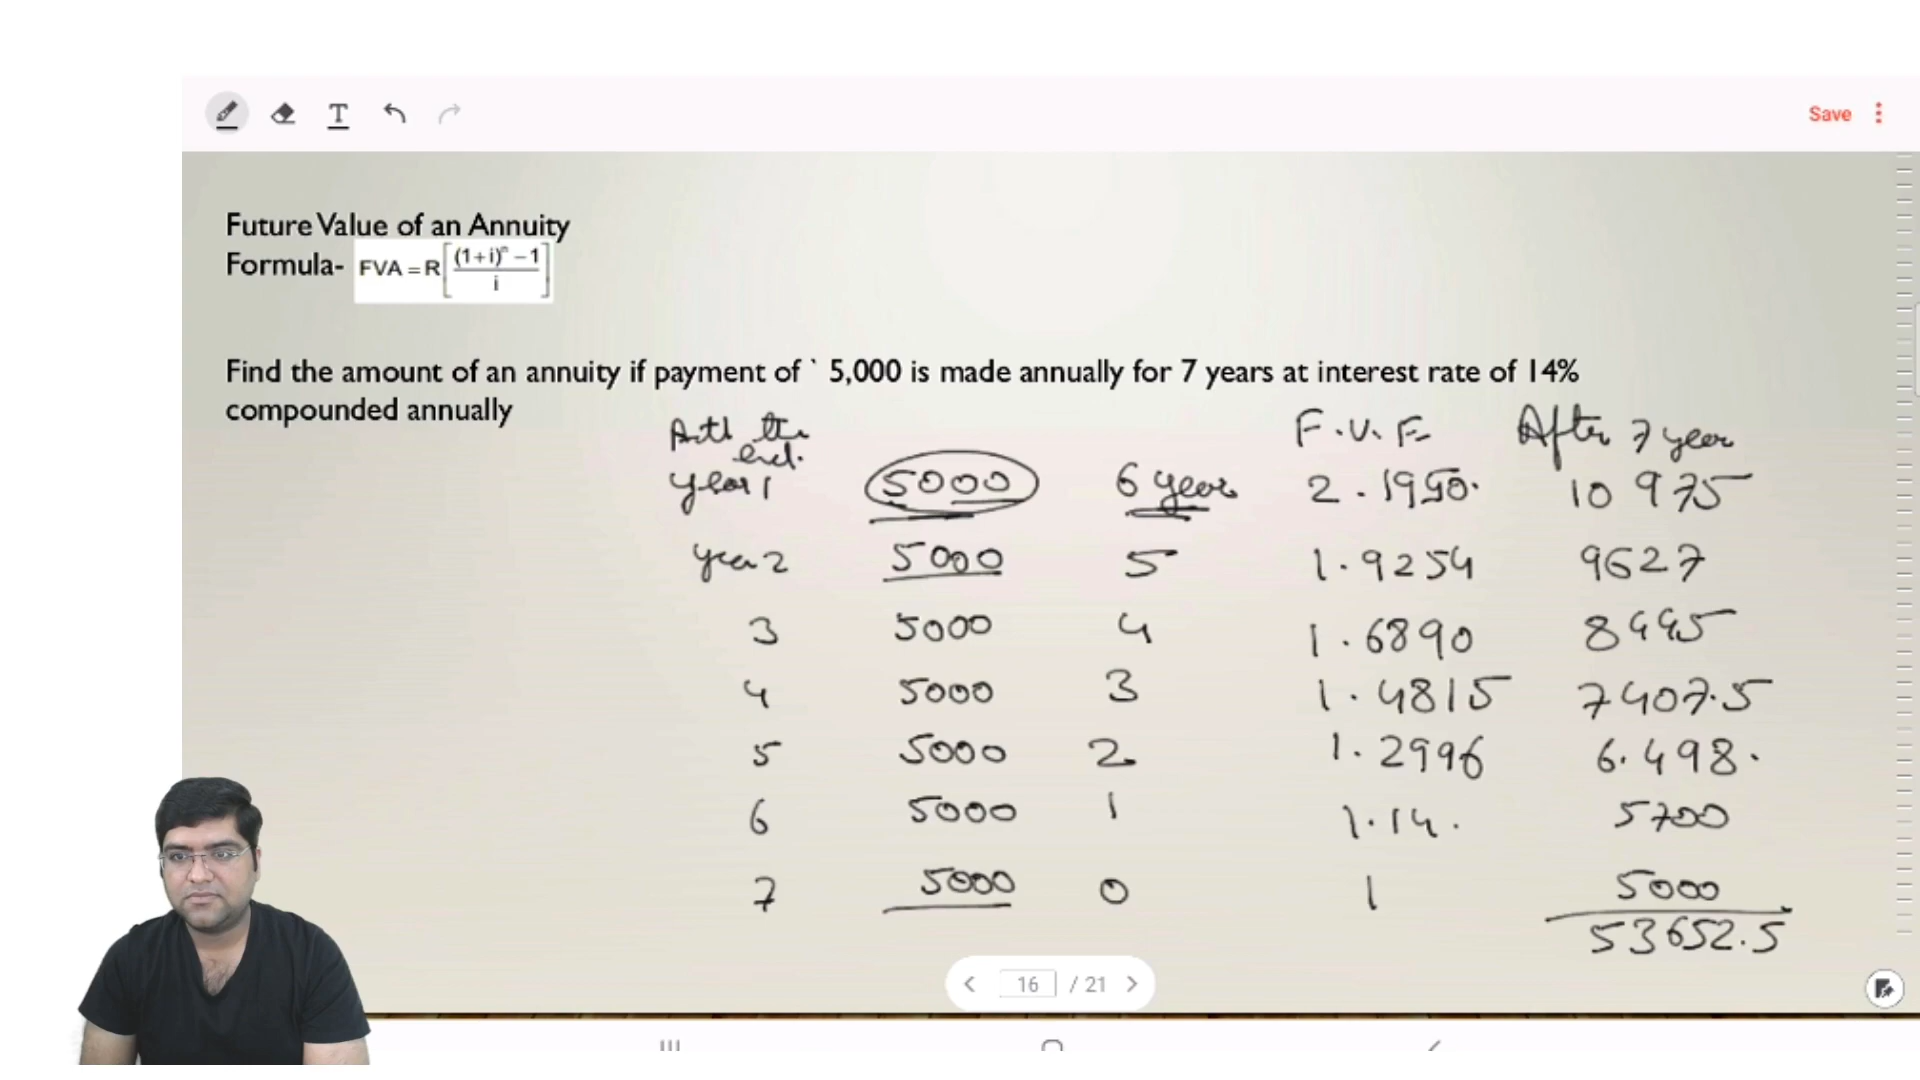 T
Save
Future Value of an Annuity
Formula- FVA = R[((1+i)ⁿ − 1)/i]
Find the amount of an annuity if payment of ` 5,000 is made annually for 7 years at interest rate of 14%
compounded annually
the end. F.V.F. After 7 year
year 1 5000 6 year 2.1950. 10975
year 2 5000 5 1.9254 9627
3 5000 4 1.6890 8445
4 5000 3 1.4815 7407.5
5 5000 2 1.2996 6.498.
6 5000 1 1.14. 5700
7 5000 0 1 5000
53652.5
16 / 21